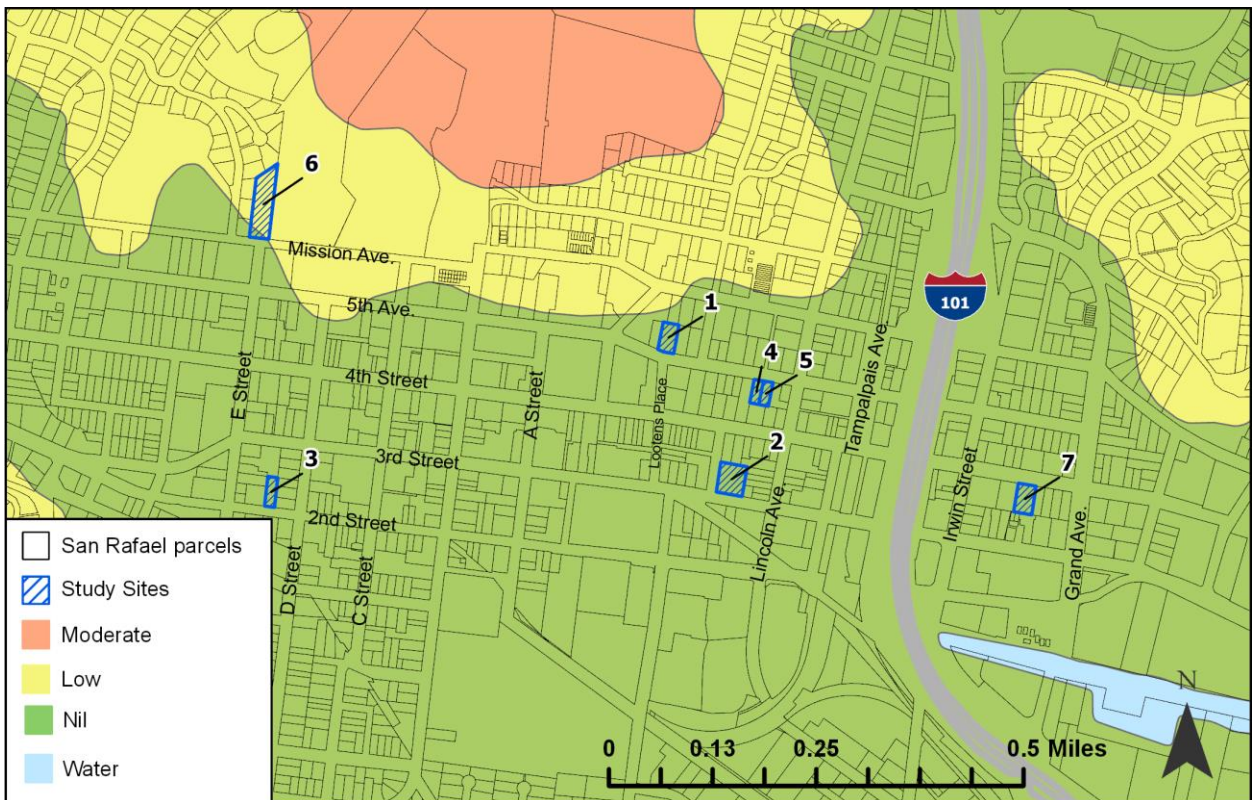 6
Mission Ave.
5th Ave.
1
101
4th Street
4
5
E Street
A Street
Lootens Place
Tampalpais Ave.
3rd Street
3
2
7
2nd Street
Lincoln Ave.
Irwin Street
Grand Ave.
D Street
C Street
San Rafael parcels
Study Sites
Moderate
Low
Nil
Water
N
0 0.13 0.25 0.5 Miles